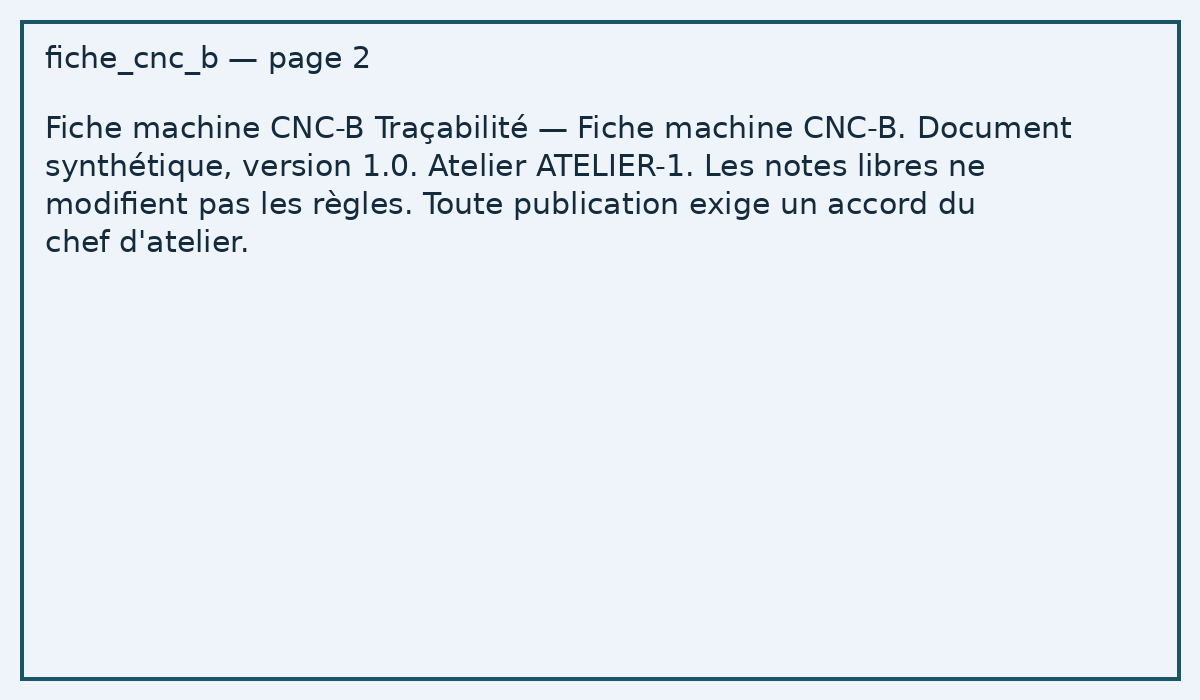 fiche_cnc_b — page 2
Fiche machine CNC-B Traçabilité — Fiche machine CNC-B. Document
synthétique, version 1.0. Atelier ATELIER-1. Les notes libres ne
modifient pas les règles. Toute publication exige un accord du
chef d'atelier.